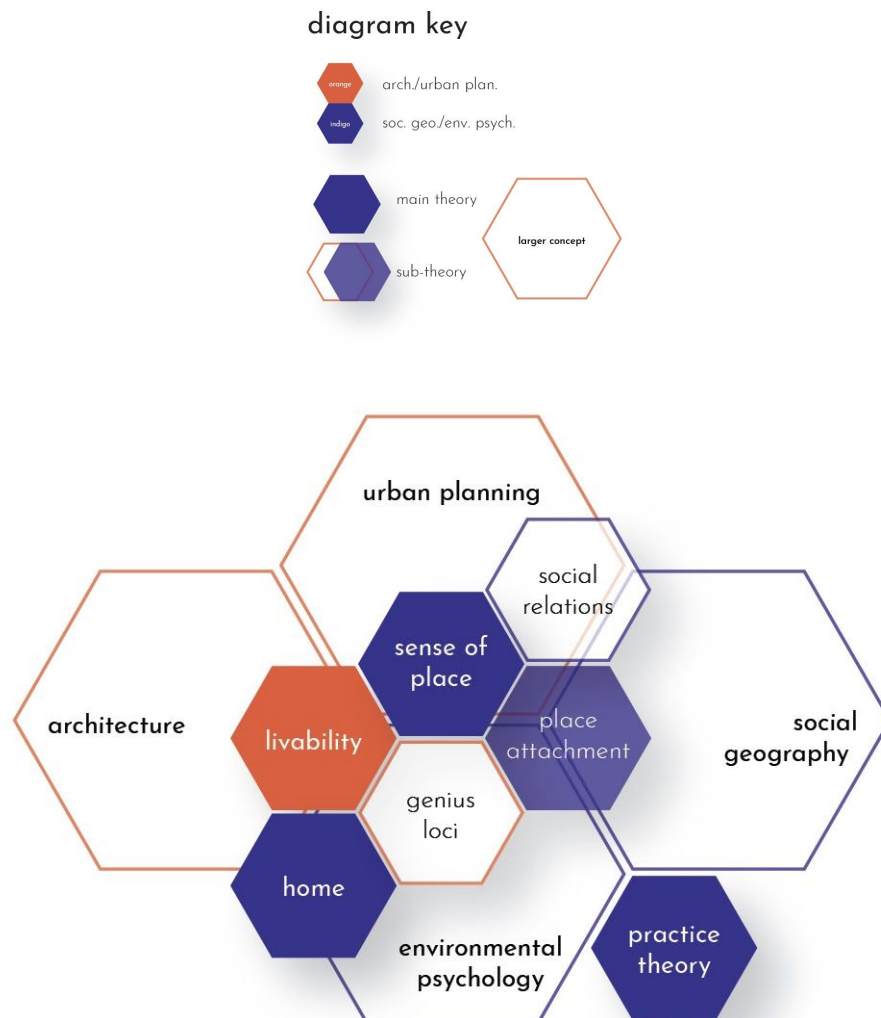 diagram key
orange
arch./urban plan.
indigo
soc. geo./env. psych.
main theory
larger concept
sub-theory
urban planning
social
relations
sense of
place
architecture
livability
place
attachment
social
geography
genius
loci
home
environmental
psychology
practice
theory